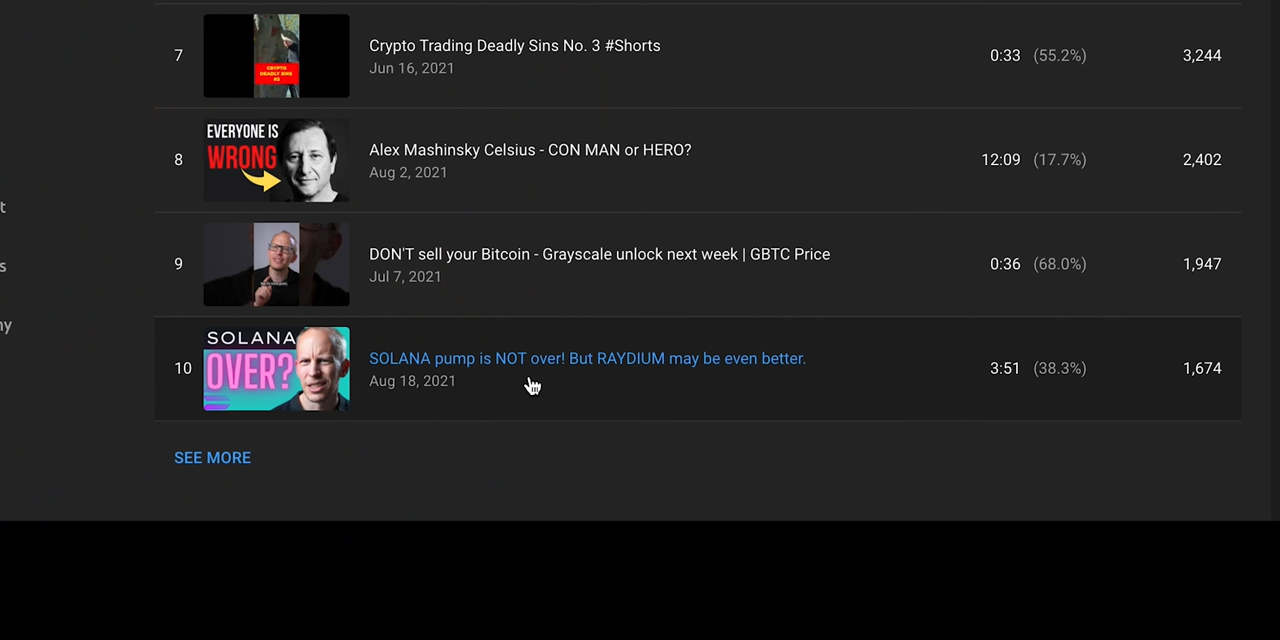 7
CRYPTO
DEADLY SINS
#3
Crypto Trading Deadly Sins No. 3 #Shorts
Jun 16, 2021
0:33 (55.2%) 3,244
8
EVERYONE IS
WRONG
Alex Mashinsky Celsius - CON MAN or HERO?
Aug 2, 2021
12:09 (17.7%) 2,402
t
9
DON'T sell your Bitcoin - Grayscale unlock next week | GBTC Price
Jul 7, 2021
0:36 (68.0%) 1,947
s
ny
10
SOLANA
OVER?
SOLANA pump is NOT over! But RAYDIUM may be even better.
Aug 18, 2021
3:51 (38.3%) 1,674
SEE MORE